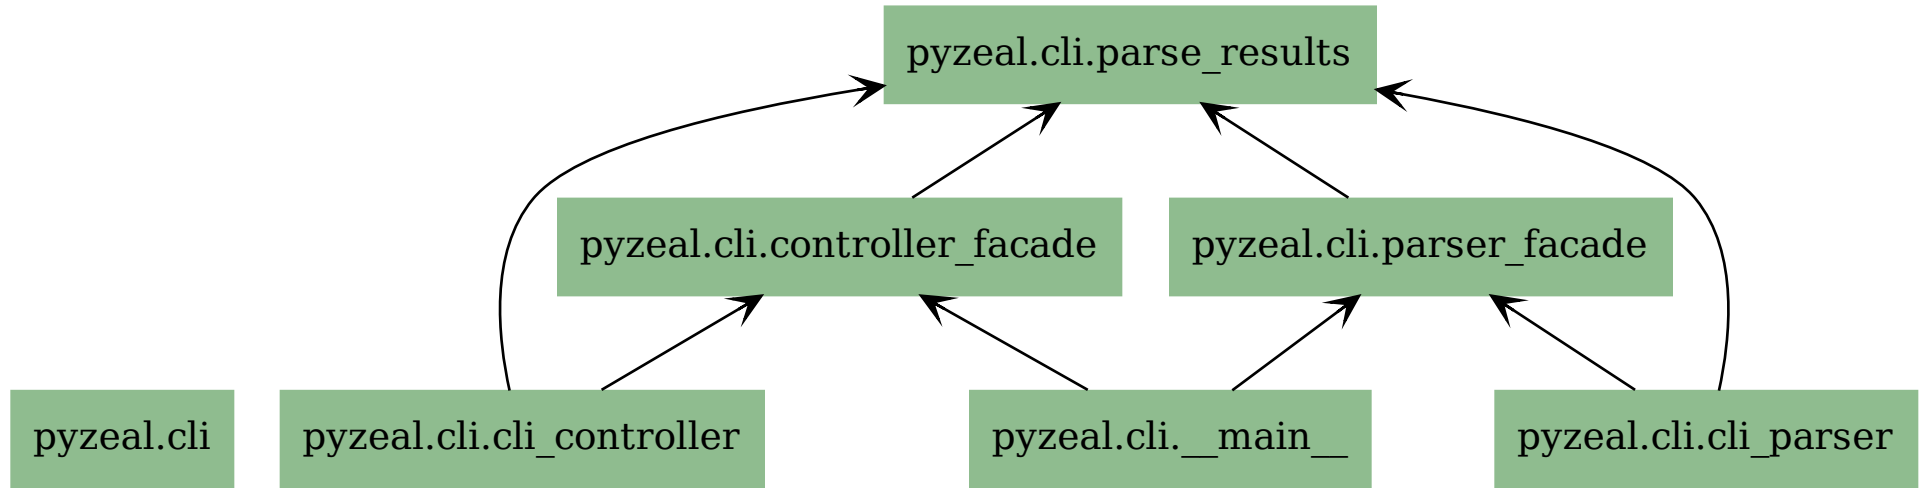 pyzeal.cli.parse_results
pyzeal.cli.controller_facade
pyzeal.cli.parser_facade
pyzeal.cli
pyzeal.cli.cli_controller
pyzeal.cli.__main__
pyzeal.cli.cli_parser